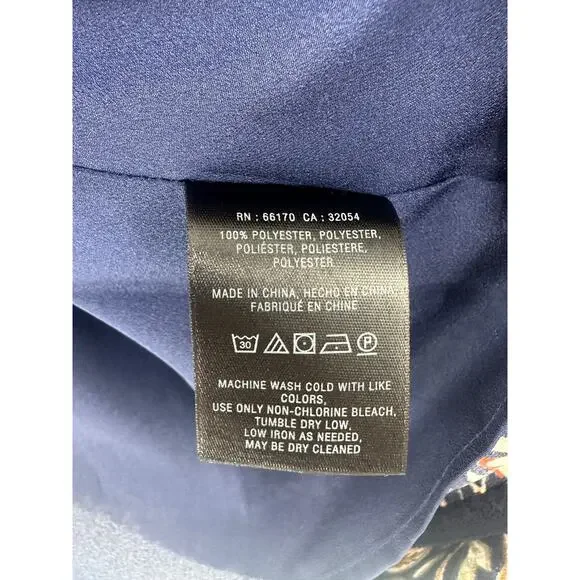 RN : 66170 CA : 32054
100% POLYESTER, POLYESTER,
POLIÉSTER, POLIESTERE,
POLYESTER
MADE IN CHINA, HECHO EN CHINA
FABRIQUÉ EN CHINE
30 P
MACHINE WASH COLD WITH LIKE
COLORS,
USE ONLY NON-CHLORINE BLEACH,
TUMBLE DRY LOW,
LOW IRON AS NEEDED,
MAY BE DRY CLEANED